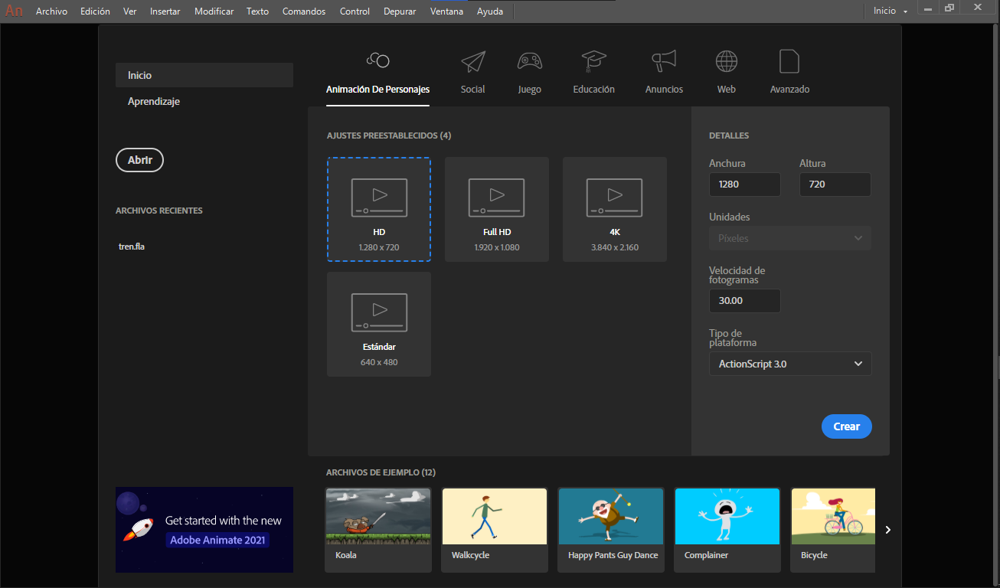 An Archivo Edición Ver Insertar Modificar Texto Comandos Control Depurar Ventana Ayuda Inicio
Inicio
Aprendizaje
Abrir
ARCHIVOS RECIENTES
tren.fla
Get started with the new
Adobe Animate 2021
Animación De Personajes Social Juego Educación Anuncios Web Avanzado
AJUSTES PREESTABLECIDOS (4)
HD
1.280 x 720
Full HD
1.920 x 1.080
4K
3.840 x 2.160
Estándar
640 x 480
DETALLES
Anchura Altura
1280 720
Unidades
Píxeles
Velocidad de
fotogramas
30.00
Tipo de
plataforma
ActionScript 3.0
Crear
ARCHIVOS DE EJEMPLO (12)
Koala Walkcycle Happy Pants Guy Dance Complainer Bicycle